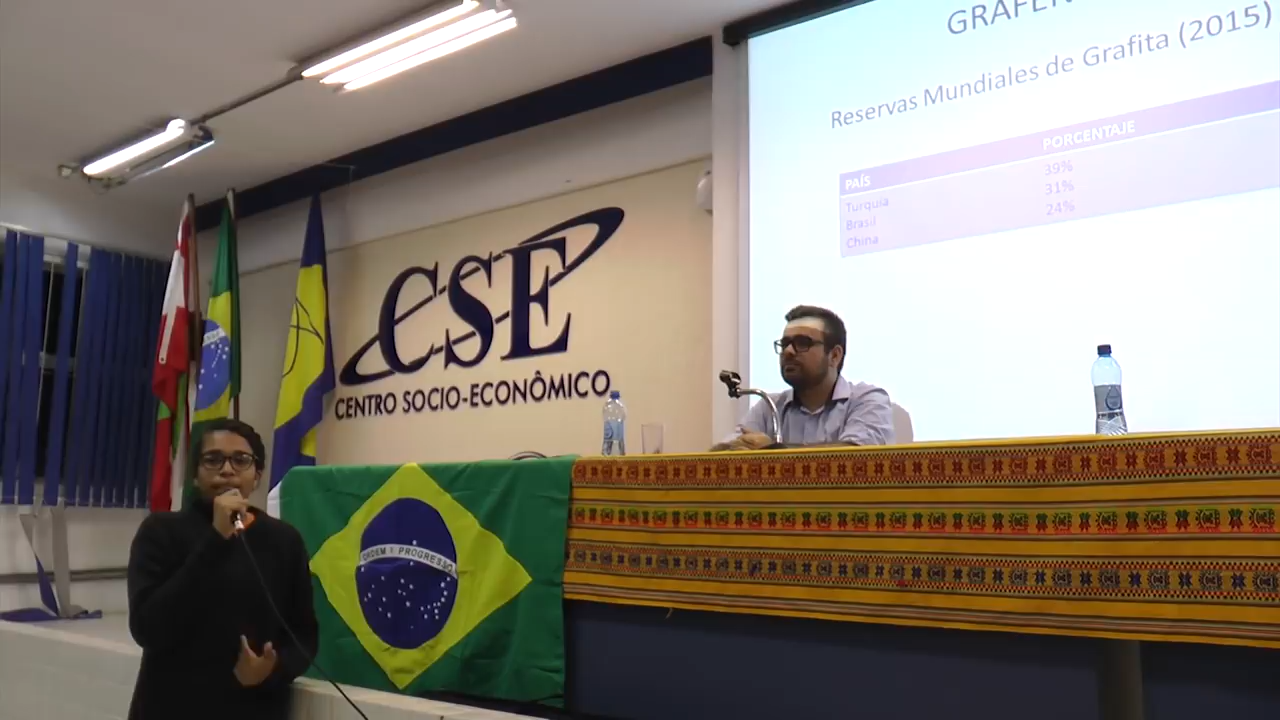 GRAFEN
Reservas Mundiales de Grafita (2015)
PAÍS PORCENTAJE
Turquia 39%
Brasil 31%
China 24%
CSE
CENTRO SOCIO-ECONÔMICO
ORDEM E PROGRESSO